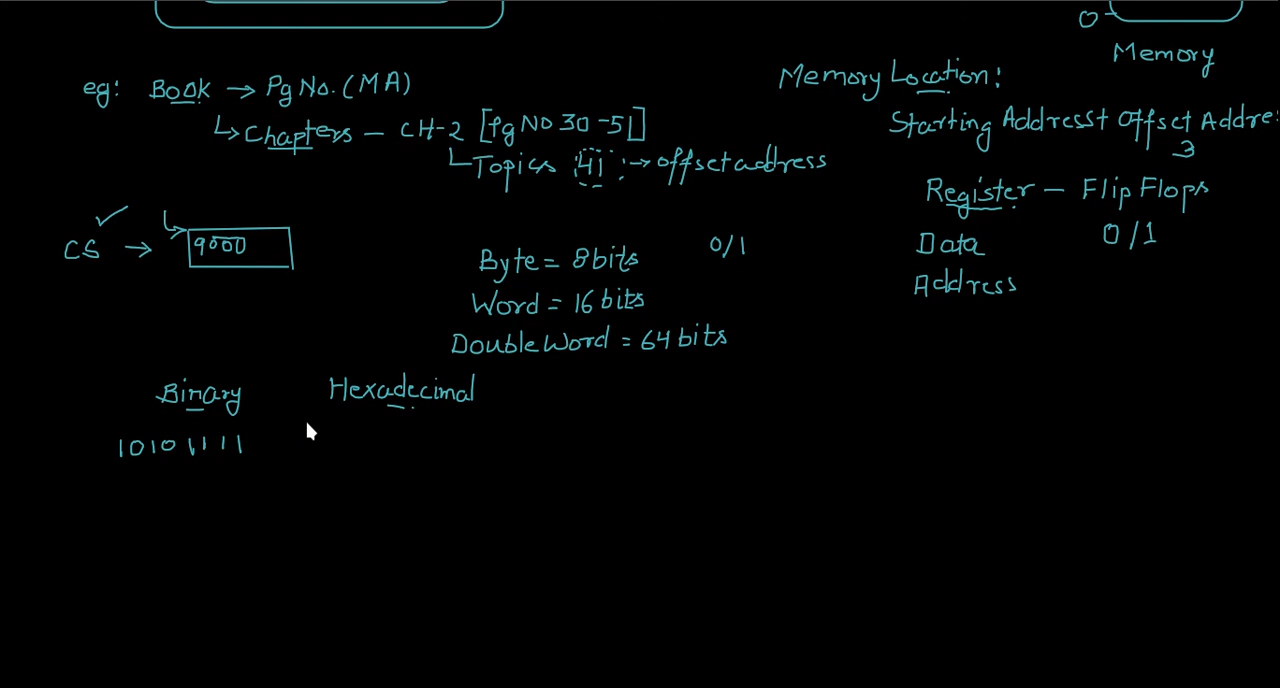 0
Memory
eg: Book → Pg No. (MA)
↳ Chapters – CH-2 [Pg NO 30-51]
Topics 41 :→ offset address
CS → 9000
Byte = 8 bits 0/1
Word = 16 bits
Double Word = 64 bits
Memory Location:
Starting Address + Offset Addre
3
Register – Flip Flops
Data 0/1
Address
Binary Hexadecimal
10101111